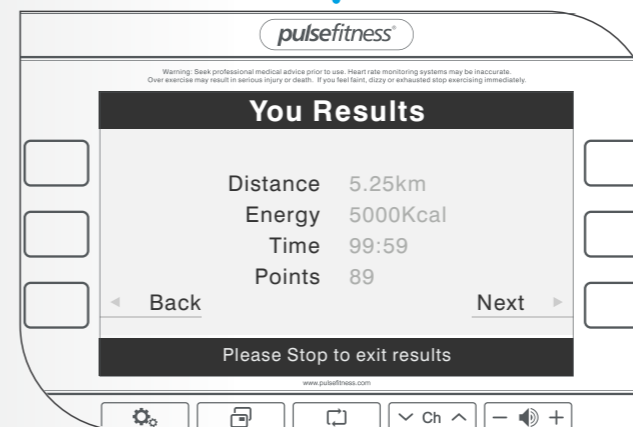 pulsefitness®
Warning: Seek professional medical advice prior to use. Heart rate monitoring systems may be inaccurate.
Over exercise may result in serious injury or death. If you feel faint, dizzy or exhausted stop exercising immediately.
You Results
Distance 5.25km
Energy 5000Kcal
Time 99:59
Points 89
Back Next
Please Stop to exit results
www.pulsefitness.com
Ch